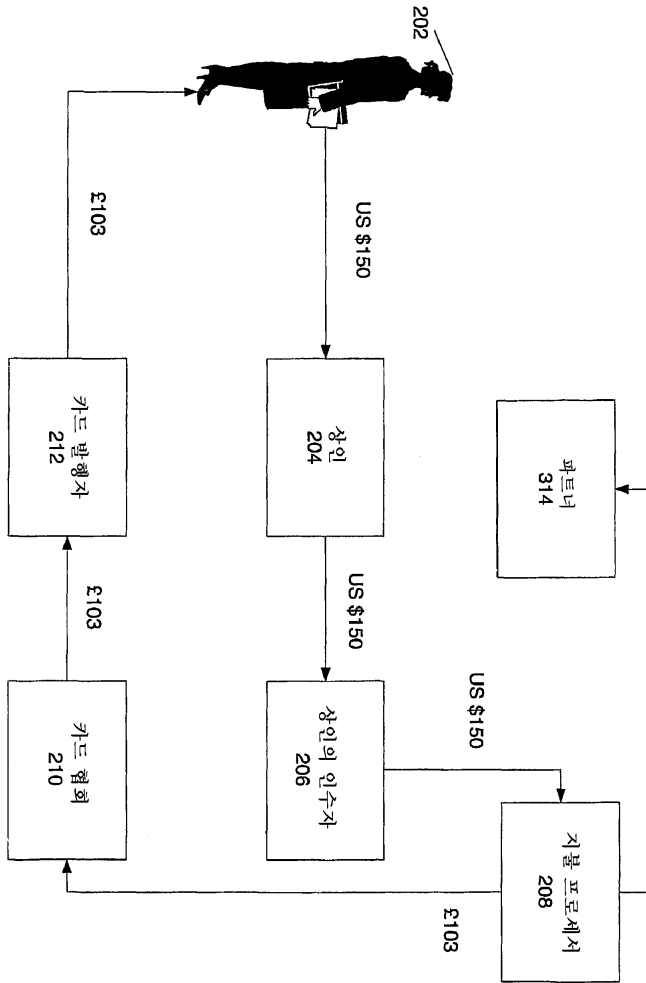 202
US $150
상인
204
US $150
상인의 인수자
206
US $150
지불 프로세서
208
파트너
314
£103
카드 협회
210
£103
카드 발행자
212
£103